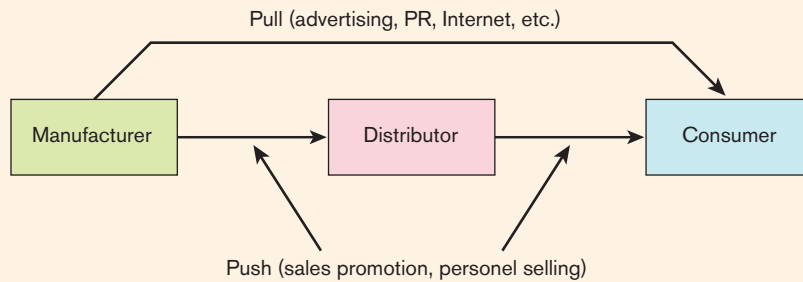 Pull (advertising, PR, Internet, etc.)
Manufacturer
Distributor
Consumer
Push (sales promotion, personel selling)